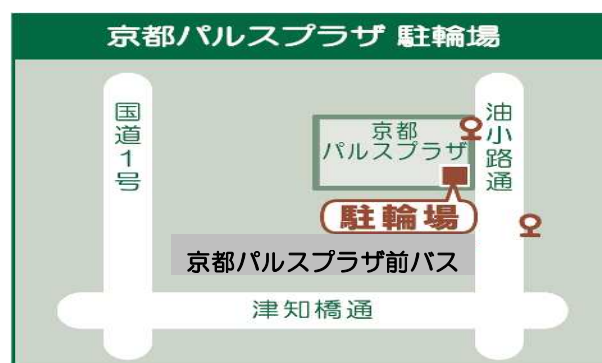 京都パルスプラザ 駐輪場
国道1号
京都
パルスプラザ
油小路通
駐輪場
京都パルスプラザ前バス
津知橋通